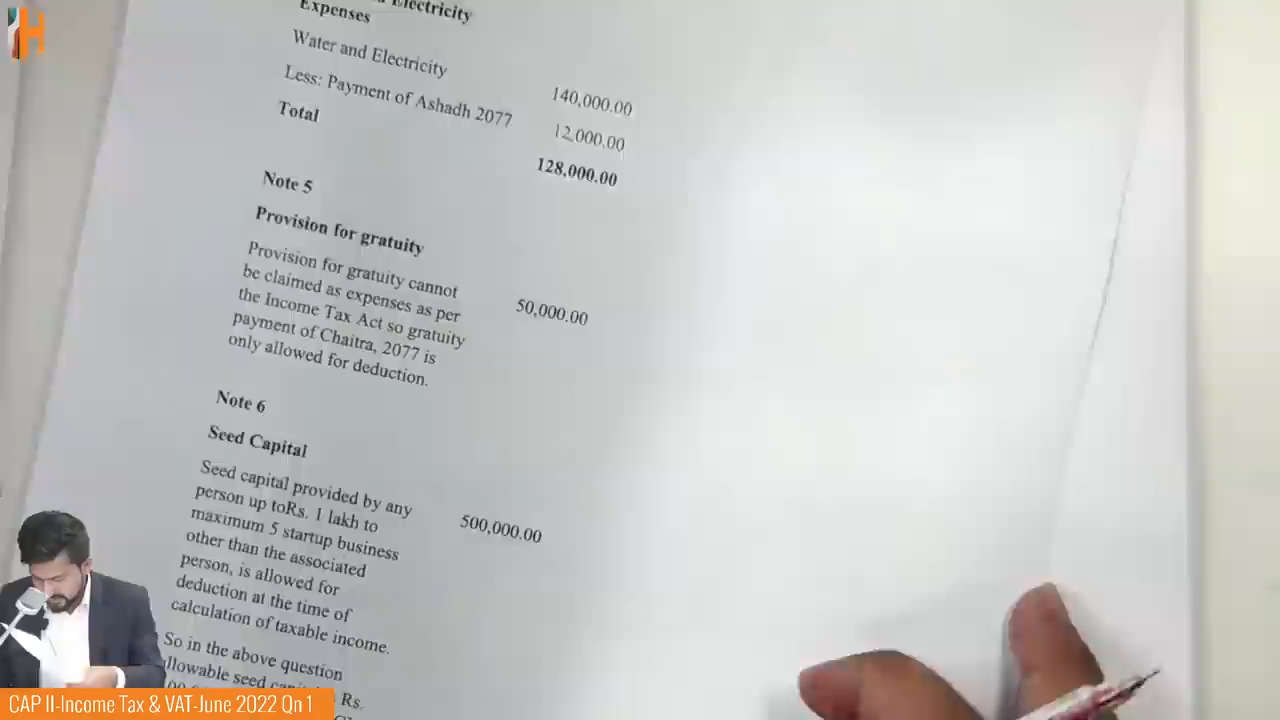 H
Electricity
Expenses
Water and Electricity 140,000.00
Less: Payment of Ashadh 2077 12,000.00
Total 128,000.00
Note 5
Provision for gratuity
Provision for gratuity cannot
be claimed as expenses as per 50,000.00
the Income Tax Act so gratuity
payment of Chaitra, 2077 is
only allowed for deduction.
Note 6
Seed Capital
Seed capital provided by any
person up toRs. 1 lakh to 500,000.00
maximum 5 startup business
other than the associated
person, is allowed for
deduction at the time of
calculation of taxable income.
So in the above question
allowable seed Rs.
CAP II-Income Tax & VAT-June 2022 Qn 1